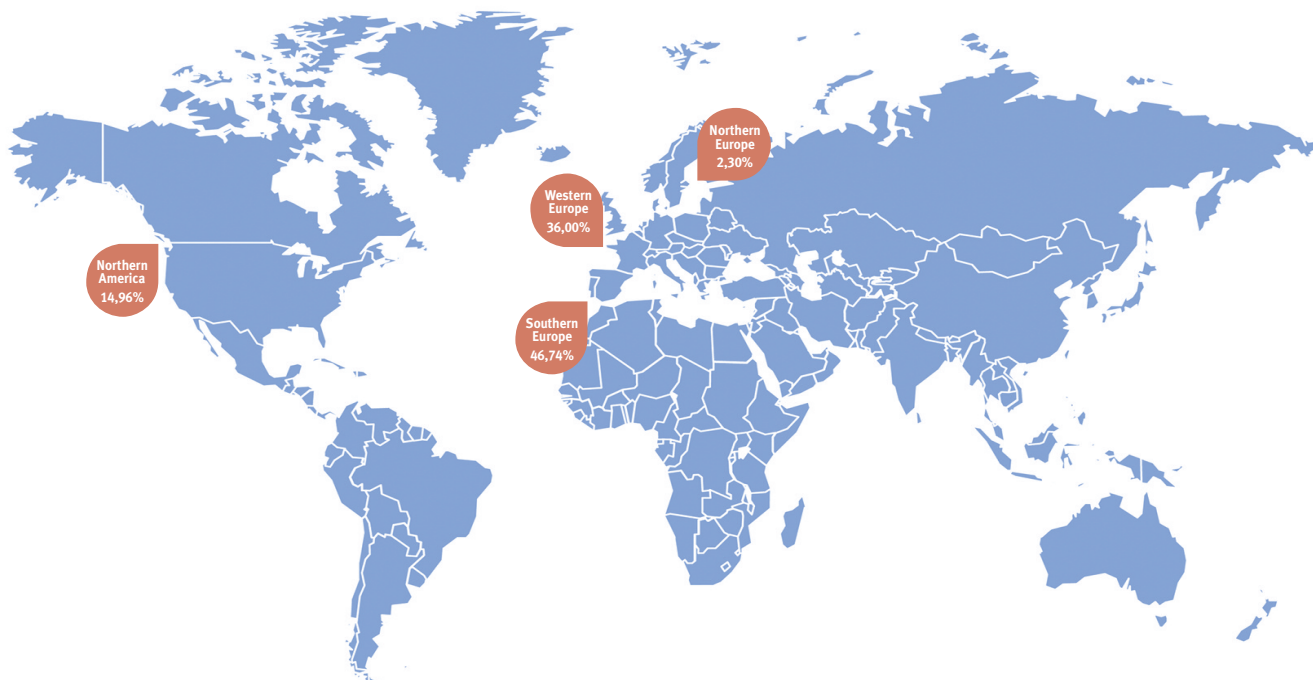 Northern
Europe
2,30%
Western
Europe
36,00%
Northern
America
14,96%
Southern
Europe
46,74%